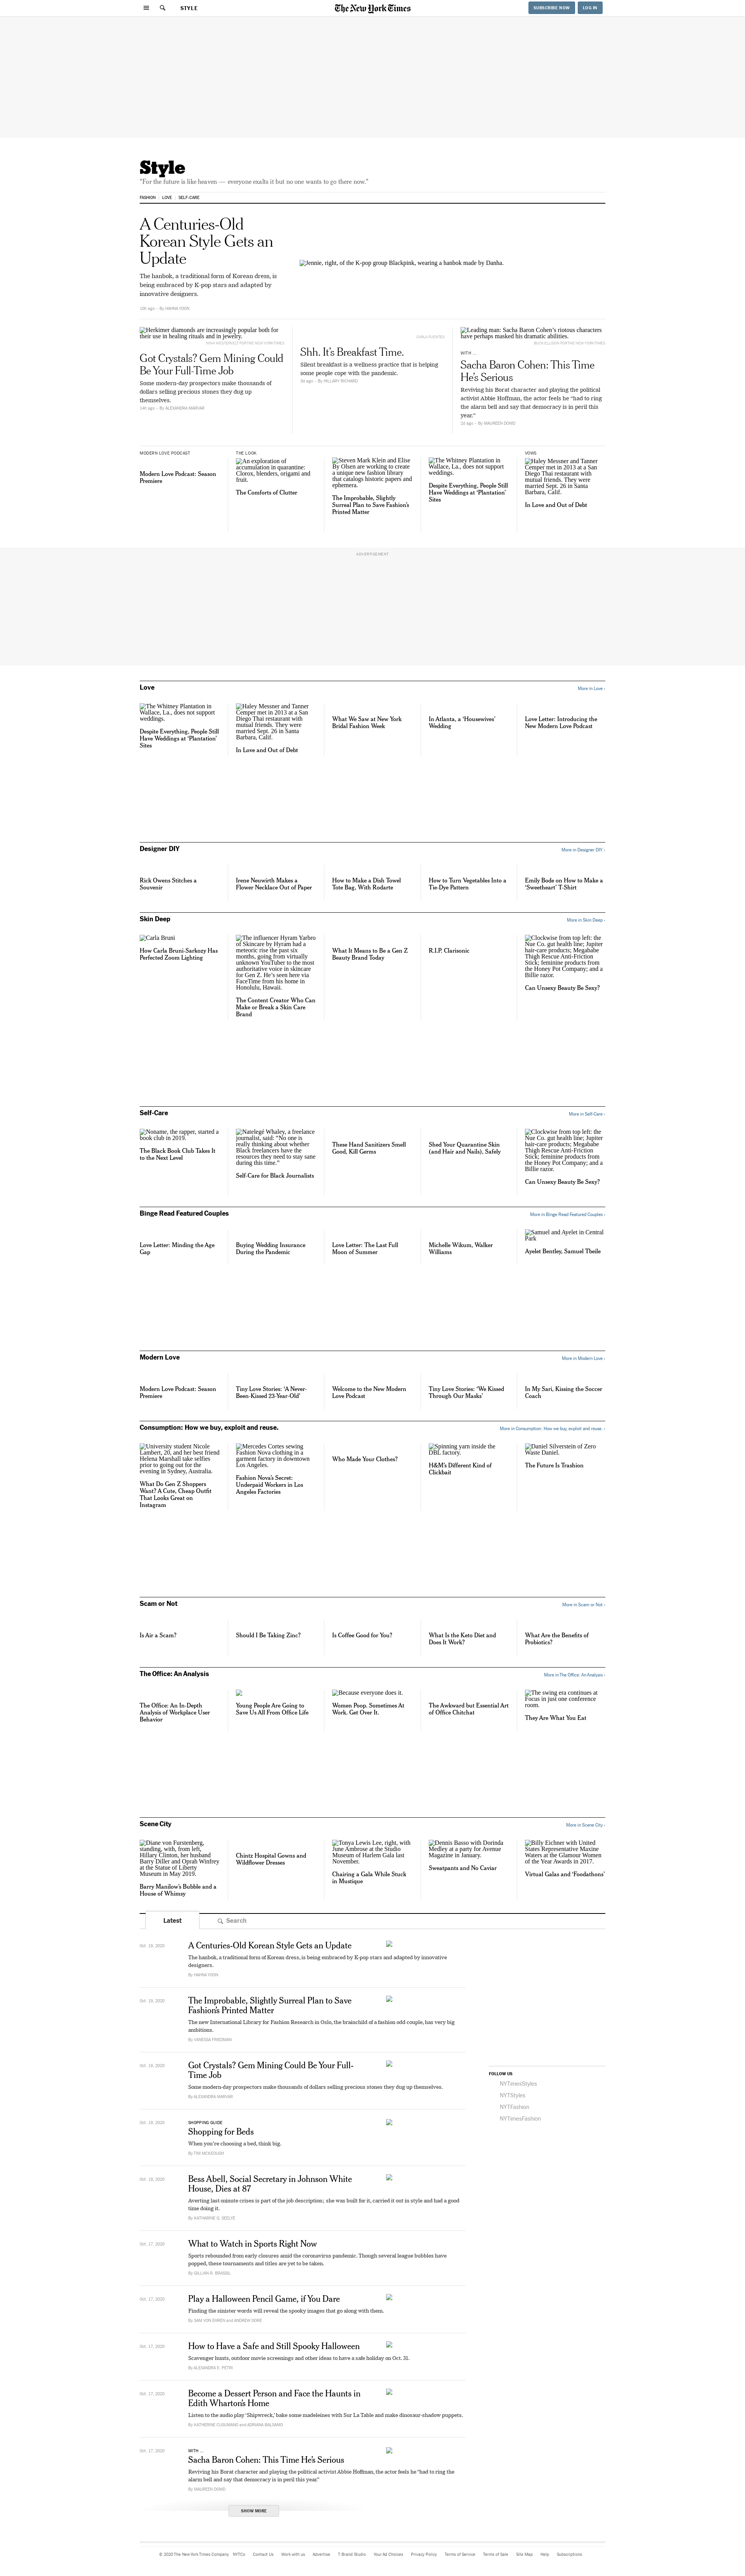 STYLE
The New York Times
SUBSCRIBE NOW
LOG IN
Style
"For the future is like heaven — everyone exalts it but no one wants to go there now."
FASHION
LOVE
SELF-CARE
A Centuries-Old
Korean Style Gets an
Update
The hanbok, a traditional form of Korean dress, is
being embraced by K-pop stars and adapted by
innovative designers.
10h ago · By HAHNA YOON
Jennie, right, of the K-pop group Blackpink, wearing a hanbok made by Danha.
Herkimer diamonds are increasingly popular both for
their use in healing rituals and in jewelry.
Got Crystals? Gem Mining Could
Be Your Full-Time Job
Some modern-day prospectors make thousands of
dollars selling precious stones they dug up
themselves.
14h ago · By ALEXANDRA MARVAR
Shh. It's Breakfast Time.
Silent breakfast is a wellness practice that is helping
some people cope with the pandemic.
3d ago · By HILLARY RICHARD
Leading man: Sacha Baron Cohen's riotous characters
have perhaps masked his dramatic abilities.
WITH ...
Sacha Baron Cohen: This Time
He's Serious
Reviving his Borat character and playing the political
activist Abbie Hoffman, the actor feels he "had to ring
the alarm bell and say that democracy is in peril this
year."
2d ago · By MAUREEN DOWD
MODERN LOVE PODCAST
Modern Love Podcast: Season
Premiere
THE LOOK
An exploration of
accumulation in quarantine:
Clorox, blenders, origami and
fruit.
The Comforts of Clutter
Steven Mark Klein and Elise
By Olsen are working to create
a unique new fashion library
that catalogs historic papers and
ephemera.
The Improbable, Slightly
Surreal Plan to Save Fashion's
Printed Matter
The Whitney Plantation in
Wallace, La., does not support
weddings.
Despite Everything, People Still
Have Weddings at 'Plantation'
Sites
VOWS
Haley Messner and Tanner
Cemper met in 2013 at a San
Diego Thai restaurant with
mutual friends. They were
married Sept. 26 in Santa
Barbara, Calif.
In Love and Out of Debt
ADVERTISEMENT
Love
More in Love ›
The Whitney Plantation in
Wallace, La., does not support
weddings.
Despite Everything, People Still
Have Weddings at 'Plantation'
Sites
Haley Messner and Tanner
Cemper met in 2013 at a San
Diego Thai restaurant with
mutual friends. They were
married Sept. 26 in Santa
Barbara, Calif.
In Love and Out of Debt
What We Saw at New York
Bridal Fashion Week
In Atlanta, a 'Housewives'
Wedding
Love Letter: Introducing the
New Modern Love Podcast
Designer DIY
More in Designer DIY ›
Rick Owens Stitches a
Souvenir
Irene Neuwirth Makes a
Flower Necklace Out of Paper
How to Make a Dish Towel
Tote Bag, With Rodarte
How to Turn Vegetables Into a
Tie-Dye Pattern
Emily Bode on How to Make a
'Sweetheart' T-Shirt
Skin Deep
More in Skin Deep ›
Carla Bruni
How Carla Bruni-Sarkozy Has
Perfected Zoom Lighting
The influencer Hyram Yarbro
of Skincare by Hyram had a
meteoric rise the past six
months, going from virtually
unknown YouTuber to the most
authoritative voice in skincare
for Gen Z. He's seen here via
FaceTime from his home in
Honolulu, Hawaii.
The Content Creator Who Can
Make or Break a Skin Care
Brand
What It Means to Be a Gen Z
Beauty Brand Today
R.I.P. Clarisonic
Clockwise from top left: the
Nue Co. gut health line; Jupiter
hair-care products; Megababe
Thigh Rescue Anti-Friction
Stick; feminine products from
the Honey Pot Company; and a
Billie razor.
Can Unsexy Beauty Be Sexy?
Self-Care
More in Self-Care ›
Noname, the rapper, started a
book club in 2019.
The Black Book Club Takes It
to the Next Level
Natelegé Whaley, a freelance
journalist, said: "No one is
really thinking about whether
Black freelancers have the
resources they need to stay sane
during this time."
Self-Care for Black Journalists
These Hand Sanitizers Smell
Good, Kill Germs
Shed Your Quarantine Skin
(and Hair and Nails), Safely
Clockwise from top left: the
Nue Co. gut health line; Jupiter
hair-care products; Megababe
Thigh Rescue Anti-Friction
Stick; feminine products from
the Honey Pot Company; and a
Billie razor.
Can Unsexy Beauty Be Sexy?
Binge Read Featured Couples
More in Binge Read Featured Couples ›
Love Letter: Minding the Age
Gap
Buying Wedding Insurance
During the Pandemic
Love Letter: The Last Full
Moon of Summer
Michelle Wikum, Walker
Williams
Samuel and Ayelet in Central
Park
Ayelet Bentley, Samuel Tbeile
Modern Love
More in Modern Love ›
Modern Love Podcast: Season
Premiere
Tiny Love Stories: 'A Never-
Been-Kissed 23-Year-Old'
Welcome to the New Modern
Love Podcast
Tiny Love Stories: 'We Kissed
Through Our Masks'
In My Sari, Kissing the Soccer
Coach
Consumption: How we buy, exploit and reuse.
More in Consumption: How we buy, exploit and reuse. ›
University student Nicole
Lambert, 20, and her best friend
Helena Marshall take selfies
prior to going out for the
evening in Sydney, Australia.
What Do Gen Z Shoppers
Want? A Cute, Cheap Outfit
That Looks Great on
Instagram
Mercedes Cortes sewing
Fashion Nova clothing in a
garment factory in downtown
Los Angeles.
Fashion Nova's Secret:
Underpaid Workers in Los
Angeles Factories
Who Made Your Clothes?
Spinning yarn inside the
DBL factory.
H&M's Different Kind of
Clickbait
Daniel Silverstein of Zero
Waste Daniel.
The Future Is Trashion
Scam or Not
More in Scam or Not ›
Is Air a Scam?
Should I Be Taking Zinc?
Is Coffee Good for You?
What Is the Keto Diet and
Does It Work?
What Are the Benefits of
Probiotics?
The Office: An Analysis
More in The Office: An Analysis ›
The Office: An In-Depth
Analysis of Workplace User
Behavior
Young People Are Going to
Save Us All From Office Life
Because everyone does it.
Women Poop. Sometimes At
Work. Get Over It.
The Awkward but Essential Art
of Office Chitchat
The swing era continues at
Focus in just one conference
room.
They Are What You Eat
Scene City
More in Scene City ›
Diane von Furstenberg,
standing, with, from left,
Hillary Clinton, her husband
Barry Diller and Oprah Winfrey
at the Statue of Liberty
Museum in May 2019.
Barry Manilow's Bubble and a
House of Whimsy
Chintz Hospital Gowns and
Wildflower Dresses
Tonya Lewis Lee, right, with
June Ambrose at the Studio
Museum of Harlem Gala last
November.
Chairing a Gala While Stuck
in Mustique
Dennis Basso with Dorinda
Medley at a party for Avenue
Magazine in January.
Sweatpants and No Caviar
Billy Eichner with United
States Representative Maxine
Waters at the Glamour Women
of the Year Awards in 2017.
Virtual Galas and 'Foodathons'
Latest
Search
Oct. 19, 2020
A Centuries-Old Korean Style Gets an Update
The hanbok, a traditional form of Korean dress, is being embraced by K-pop stars and adapted by innovative
designers.
By HAHNA YOON
Oct. 19, 2020
The Improbable, Slightly Surreal Plan to Save
Fashion's Printed Matter
The new International Library for Fashion Research in Oslo, the brainchild of a fashion odd couple, has very big
ambitions.
By VANESSA FRIEDMAN
Oct. 19, 2020
Got Crystals? Gem Mining Could Be Your Full-
Time Job
Some modern-day prospectors make thousands of dollars selling precious stones they dug up themselves.
By ALEXANDRA MARVAR
Oct. 19, 2020
SHOPPING GUIDE
Shopping for Beds
When you're choosing a bed, think big.
By TIM MCKEOUGH
Oct. 18, 2020
Bess Abell, Social Secretary in Johnson White
House, Dies at 87
Averting last-minute crises is part of the job description; she was built for it, carried it out in style and had a good
time doing it.
By KATHARINE Q. SEELYE
Oct. 17, 2020
What to Watch in Sports Right Now
Sports rebounded from early closures amid the coronavirus pandemic. Though several league bubbles have
popped, these tournaments and titles are yet to be taken.
By GILLIAN R. BRASSIL
Oct. 17, 2020
Play a Halloween Pencil Game, if You Dare
Finding the sinister words will reveal the spooky images that go along with them.
By SAM VON EHREN and ANDREW SOMS
Oct. 17, 2020
How to Have a Safe and Still Spooky Halloween
Scavenger hunts, outdoor movie screenings and other ideas to have a safe holiday on Oct. 31.
By ALEXANDRA E. PETRI
Oct. 17, 2020
Become a Dessert Person and Face the Haunts in
Edith Wharton's Home
Listen to the audio play 'Shipwreck,' bake some madeleines with Sur La Table and make dinosaur-shadow puppets.
By KATHERINE CUSUMANO and ADRIANA BALSAMO
Oct. 17, 2020
WITH ...
Sacha Baron Cohen: This Time He's Serious
Reviving his Borat character and playing the political activist Abbie Hoffman, the actor feels he "had to ring the
alarm bell and say that democracy is in peril this year."
By MAUREEN DOWD
SHOW MORE
FOLLOW US
NYTimesStyles
NYTStyles
NYTFashion
NYTimesFashion
© 2020 The New York Times Company
NYTCo
Contact Us
Work with us
Advertise
T Brand Studio
Your Ad Choices
Privacy Policy
Terms of Service
Terms of Sale
Site Map
Help
Subscriptions